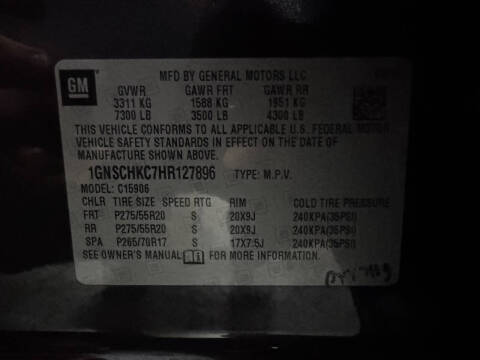 GM
MFD BY GENERAL MOTORS LLC
GVWR GAWR FRT GAWR RR
3311 KG 1588 KG 1951 KG
7300 LB 3500 LB 4300 LB
THIS VEHICLE CONFORMS TO ALL APPLICABLE U.S. FEDERAL MOTOR
VEHICLE SAFETY STANDARDS IN EFFECT ON THE DATE OF
MANUFACTURE SHOWN ABOVE.
1GNSCHKC7HR127896 TYPE: M.P.V.
MODEL: C15906
CHLR TIRE SIZE SPEED RTG RIM COLD TIRE PRESSURE
FRT P275/55R20 S 20X9J 240KPA(35PSI)
RR P275/55R20 S 20X9J 240KPA(35PSI)
SPA P265/70R17 S 17X7.5J 240KPA(35PSI)
SEE OWNER'S MANUAL FOR MORE INFORMATION.